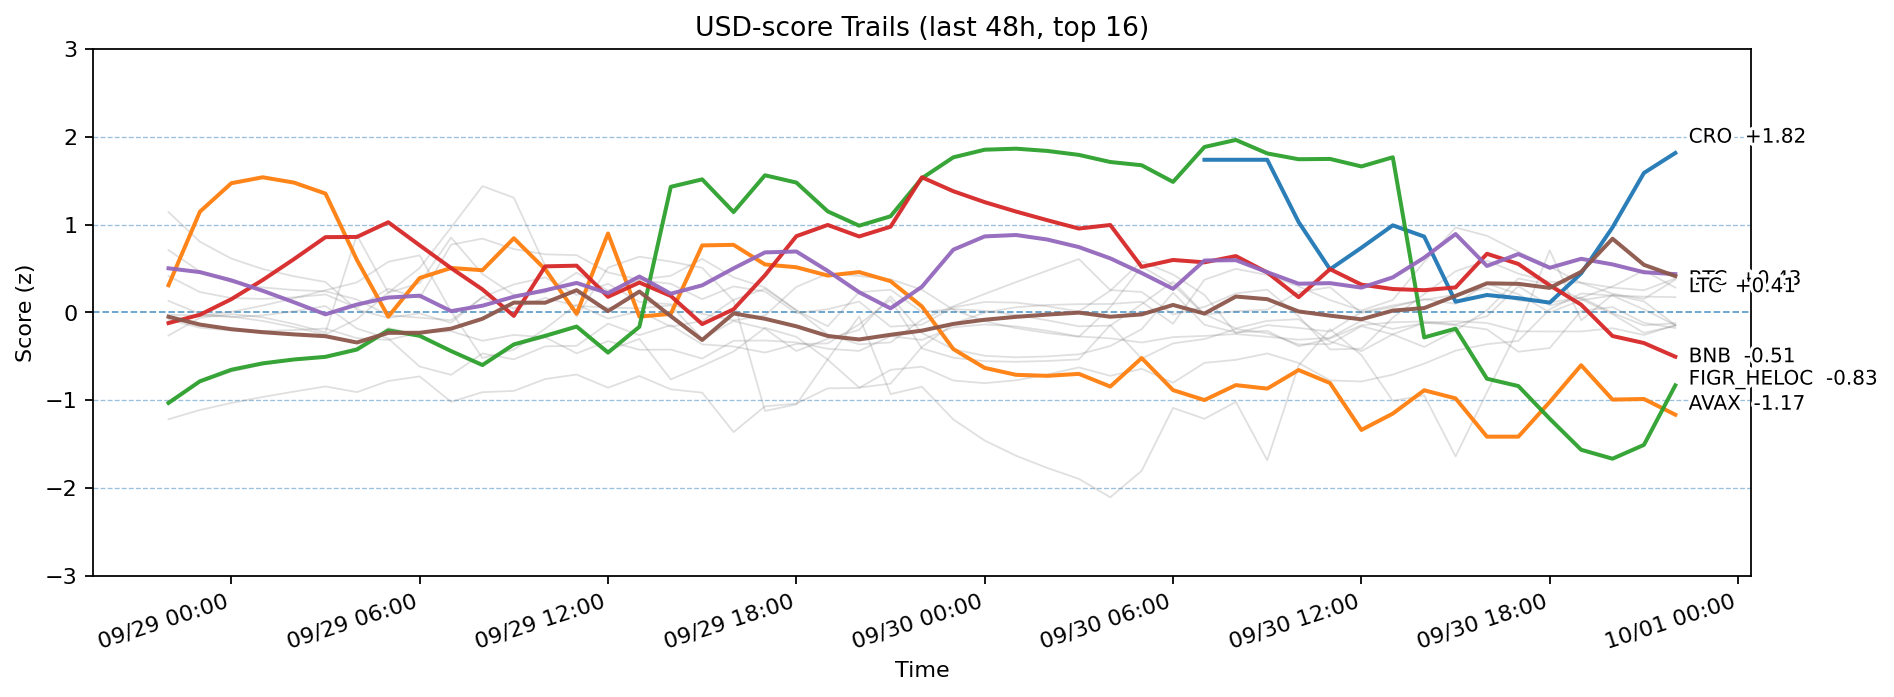 USD-score Trails (last 48h, top 16)
Score (z)
3
2
1
0
−1
−2
−3
CRO +1.82
BTC +0.43
LTC +0.41
BNB -0.51
FIGR_HELOC -0.83
AVAX -1.17
09/29 00:00
09/29 06:00
09/29 12:00
09/29 18:00
09/30 00:00
09/30 06:00
09/30 12:00
09/30 18:00
10/01 00:00
Time